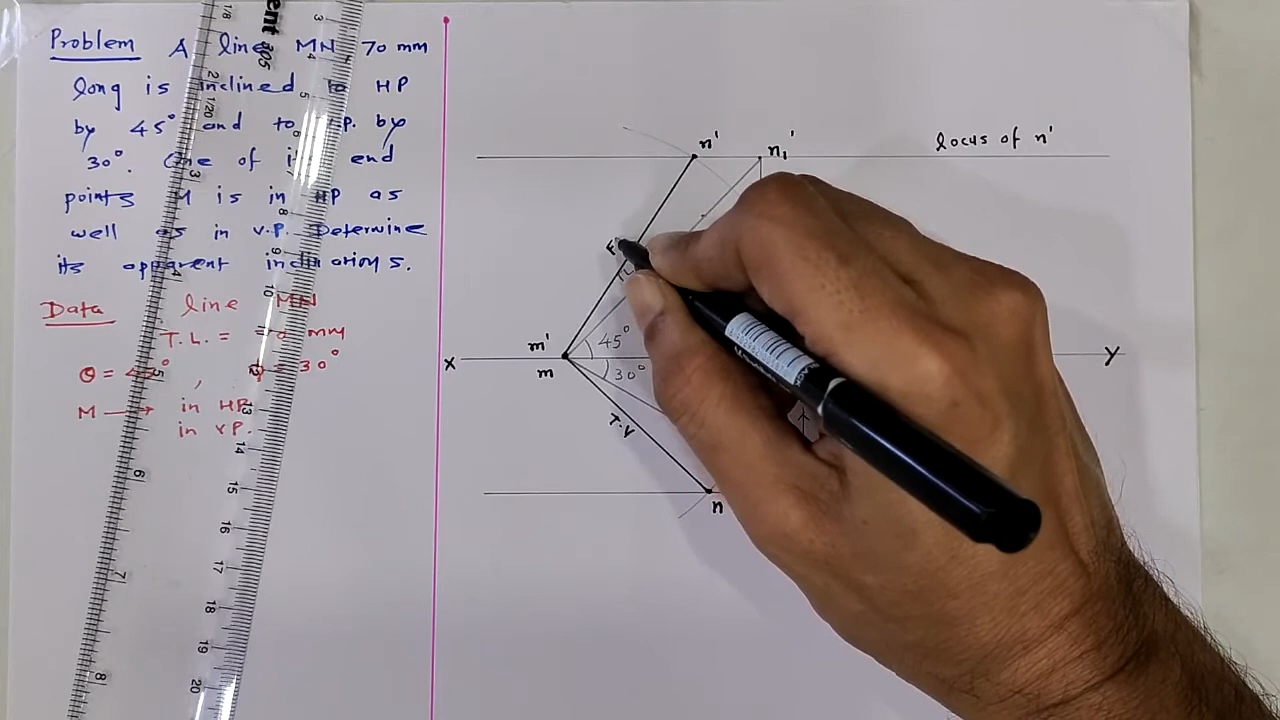 Problem A line MN 70 mm
long is inclined to HP
by 45° and to V.P. by
30°. One of its end
points M is in HP as
well as in V.P. Determine
its apparent inclinations.
Data line MN
T.L. = 70 mm
θ = 45°, = 30°
M → in HP
in VP.
n' n₁' locus of n'
F
TL
m' 45°
X Y
m 30°
T.V
n